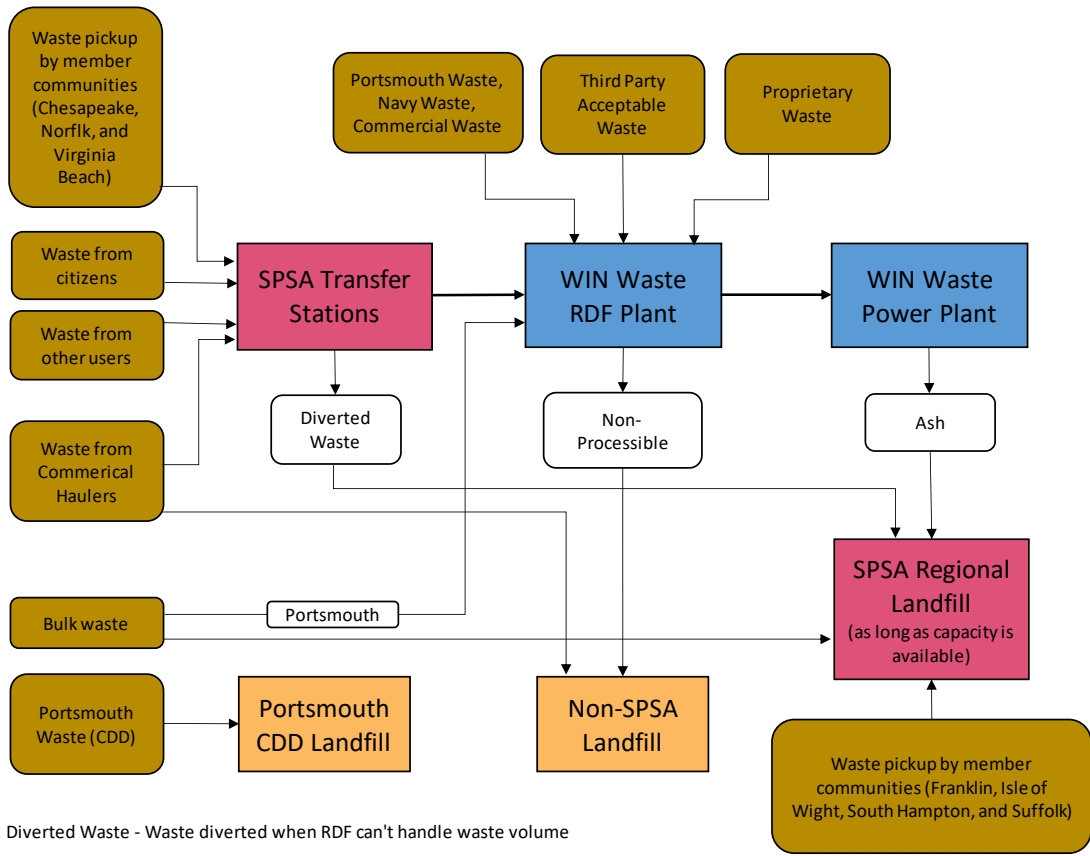 Waste pickup
by member
communities
(Chesapeake,
Norflk, and
Virginia
Beach)
Portsmouth Waste,
Navy Waste,
Commercial Waste
Third Party
Acceptable
Waste
Proprietary
Waste
Waste from
citizens
SPSA Transfer
Stations
WIN Waste
RDF Plant
WIN Waste
Power Plant
Waste from
other users
Diverted
Waste
Non-
Processible
Ash
Waste from
Commerical
Haulers
SPSA Regional
Landfill
(as long as capacity is
available)
Bulk waste
Portsmouth
Portsmouth
Waste (CDD)
Portsmouth
CDD Landfill
Non-SPSA
Landfill
Waste pickup by member
communities (Franklin, Isle of
Wight, South Hampton, and Suffolk)
Diverted Waste - Waste diverted when RDF can't handle waste volume